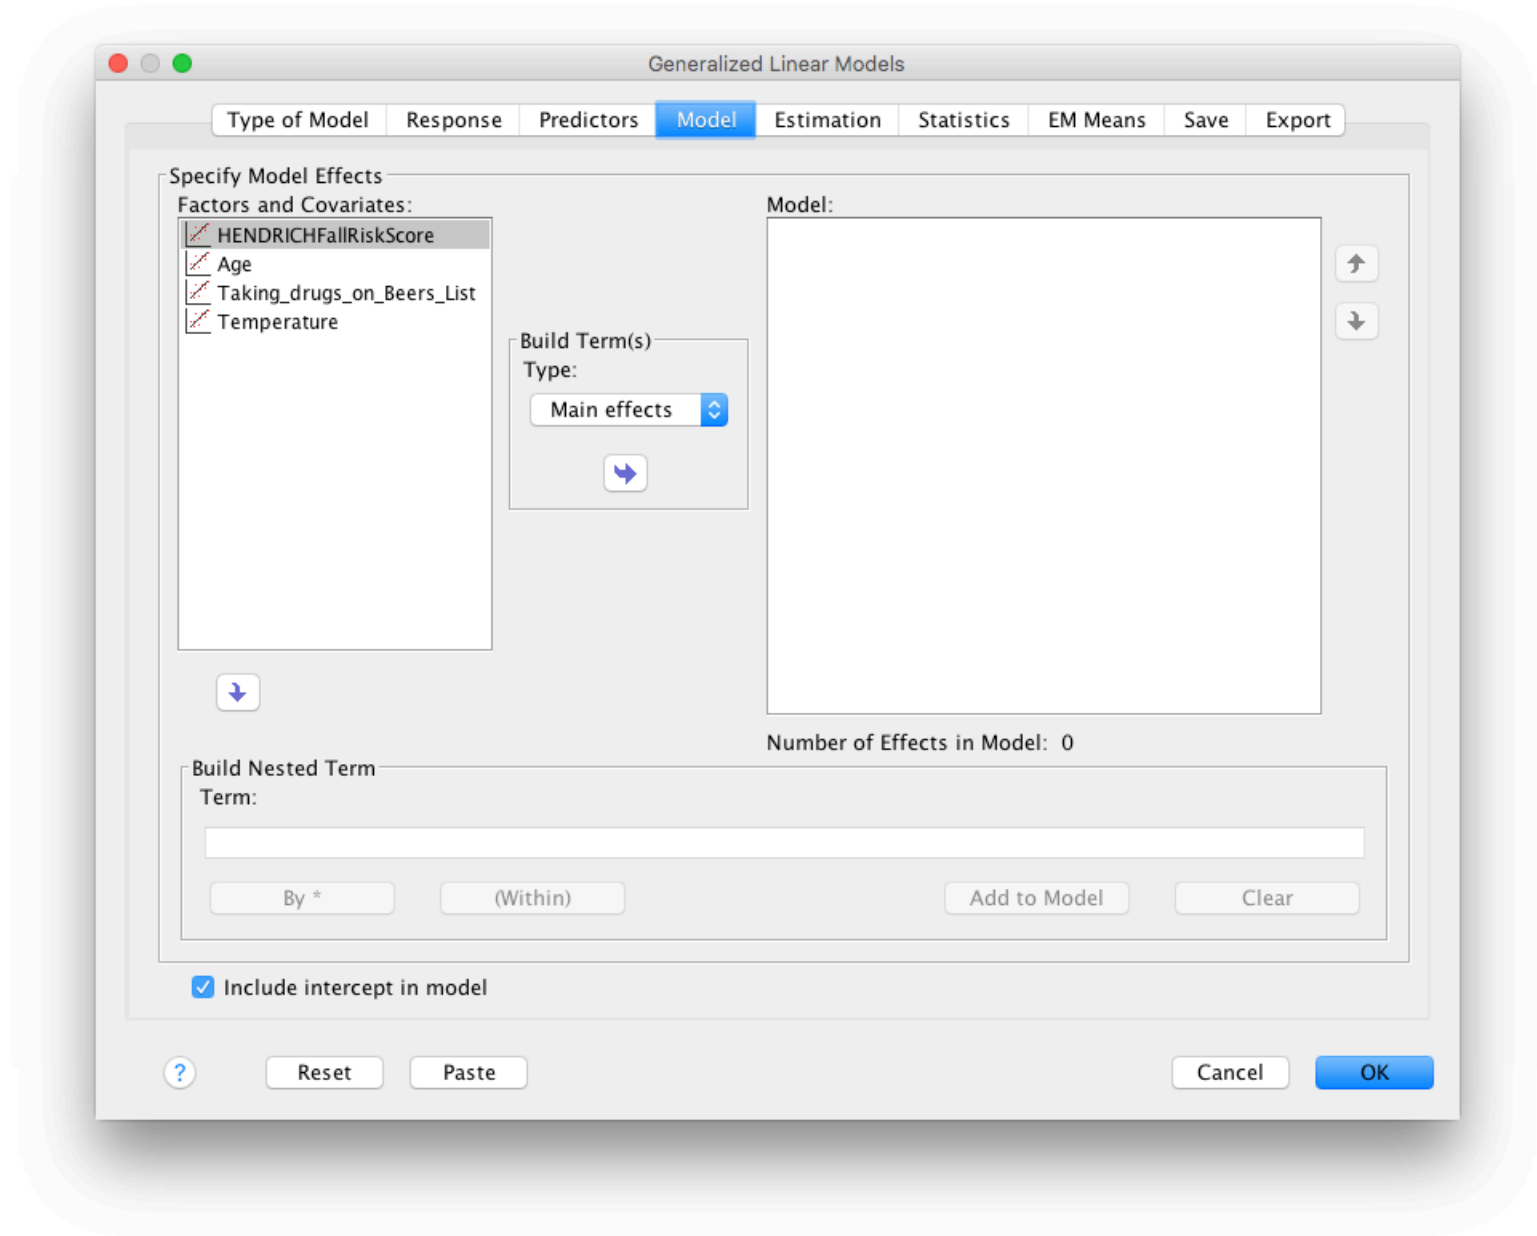 Generalized Linear Models
Type of Model Response Predictors Model Estimation Statistics EM Means Save Export
Specify Model Effects
Factors and Covariates:
HENDRICHFallRiskScore
Age
Taking_drugs_on_Beers_List
Temperature
Build Term(s)
Type:
Main effects
Model:
Number of Effects in Model: 0
Build Nested Term
Term:
By * (Within) Add to Model Clear
Include intercept in model
? Reset Paste Cancel OK